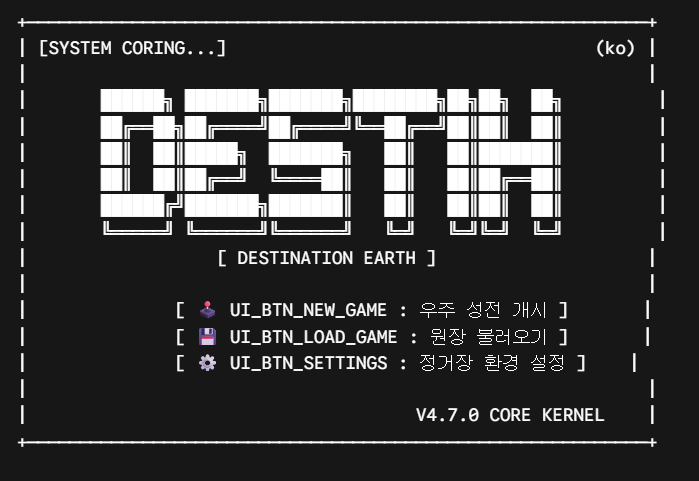 [SYSTEM CORING...] (ko)
DESTH
[ DESTINATION EARTH ]
[ 🕹️ UI_BTN_NEW_GAME : 우주 성전 개시 ]
[ 💾 UI_BTN_LOAD_GAME : 원장 불러오기 ]
[ ⚙️ UI_BTN_SETTINGS : 정거장 환경 설정 ]
V4.7.0 CORE KERNEL